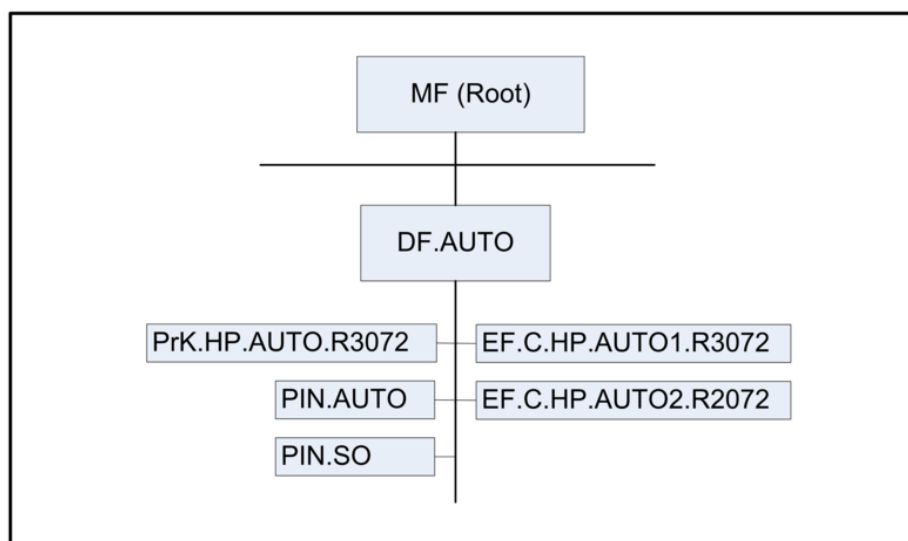 MF (Root)
DF.AUTO
PrK.HP.AUTO.R3072
EF.C.HP.AUTO1.R3072
PIN.AUTO
EF.C.HP.AUTO2.R2072
PIN.SO